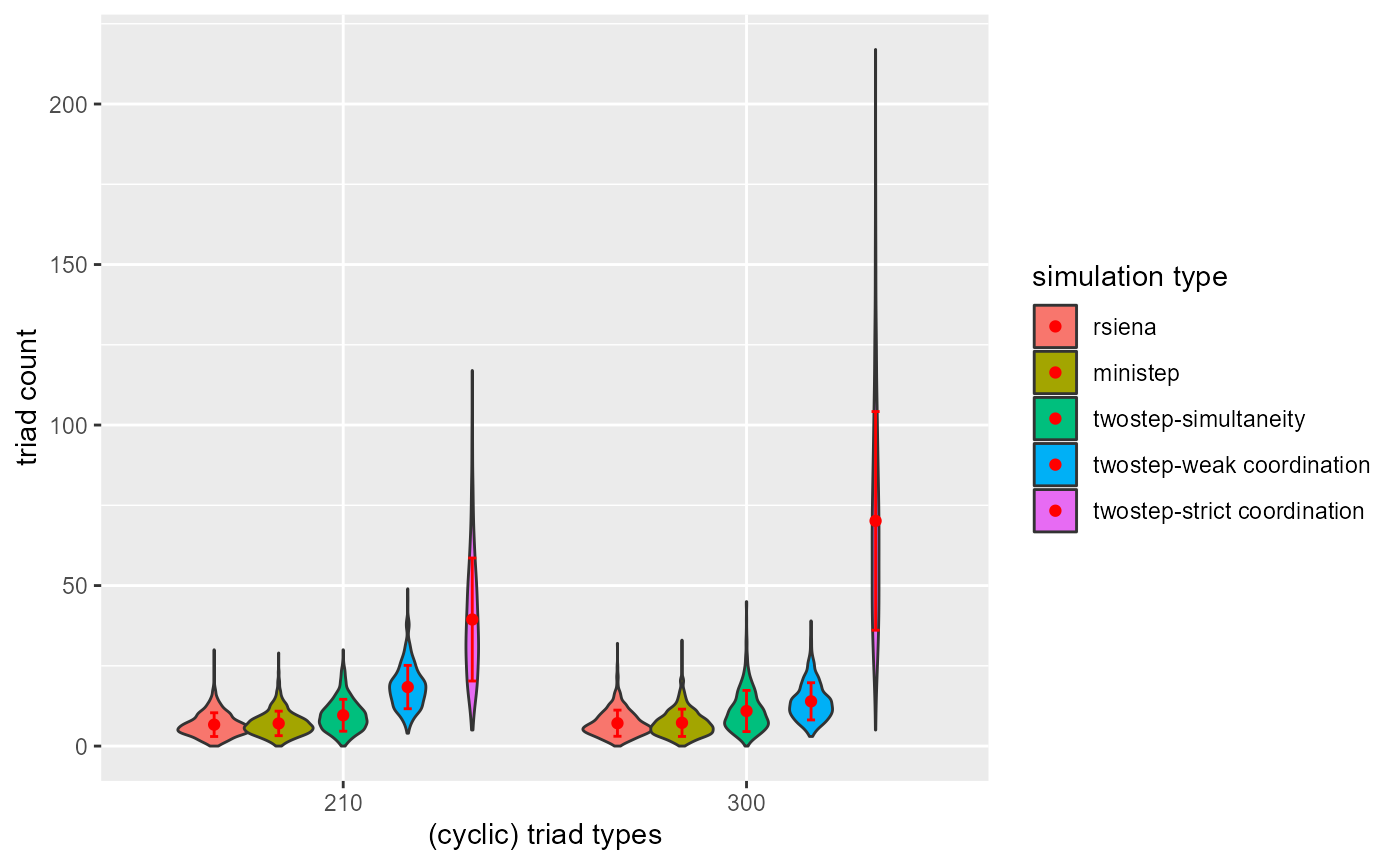 triad count
200
150
100
50
0
210
300
(cyclic) triad types
simulation type
rsiena
ministep
twostep-simultaneity
twostep-weak coordination
twostep-strict coordination